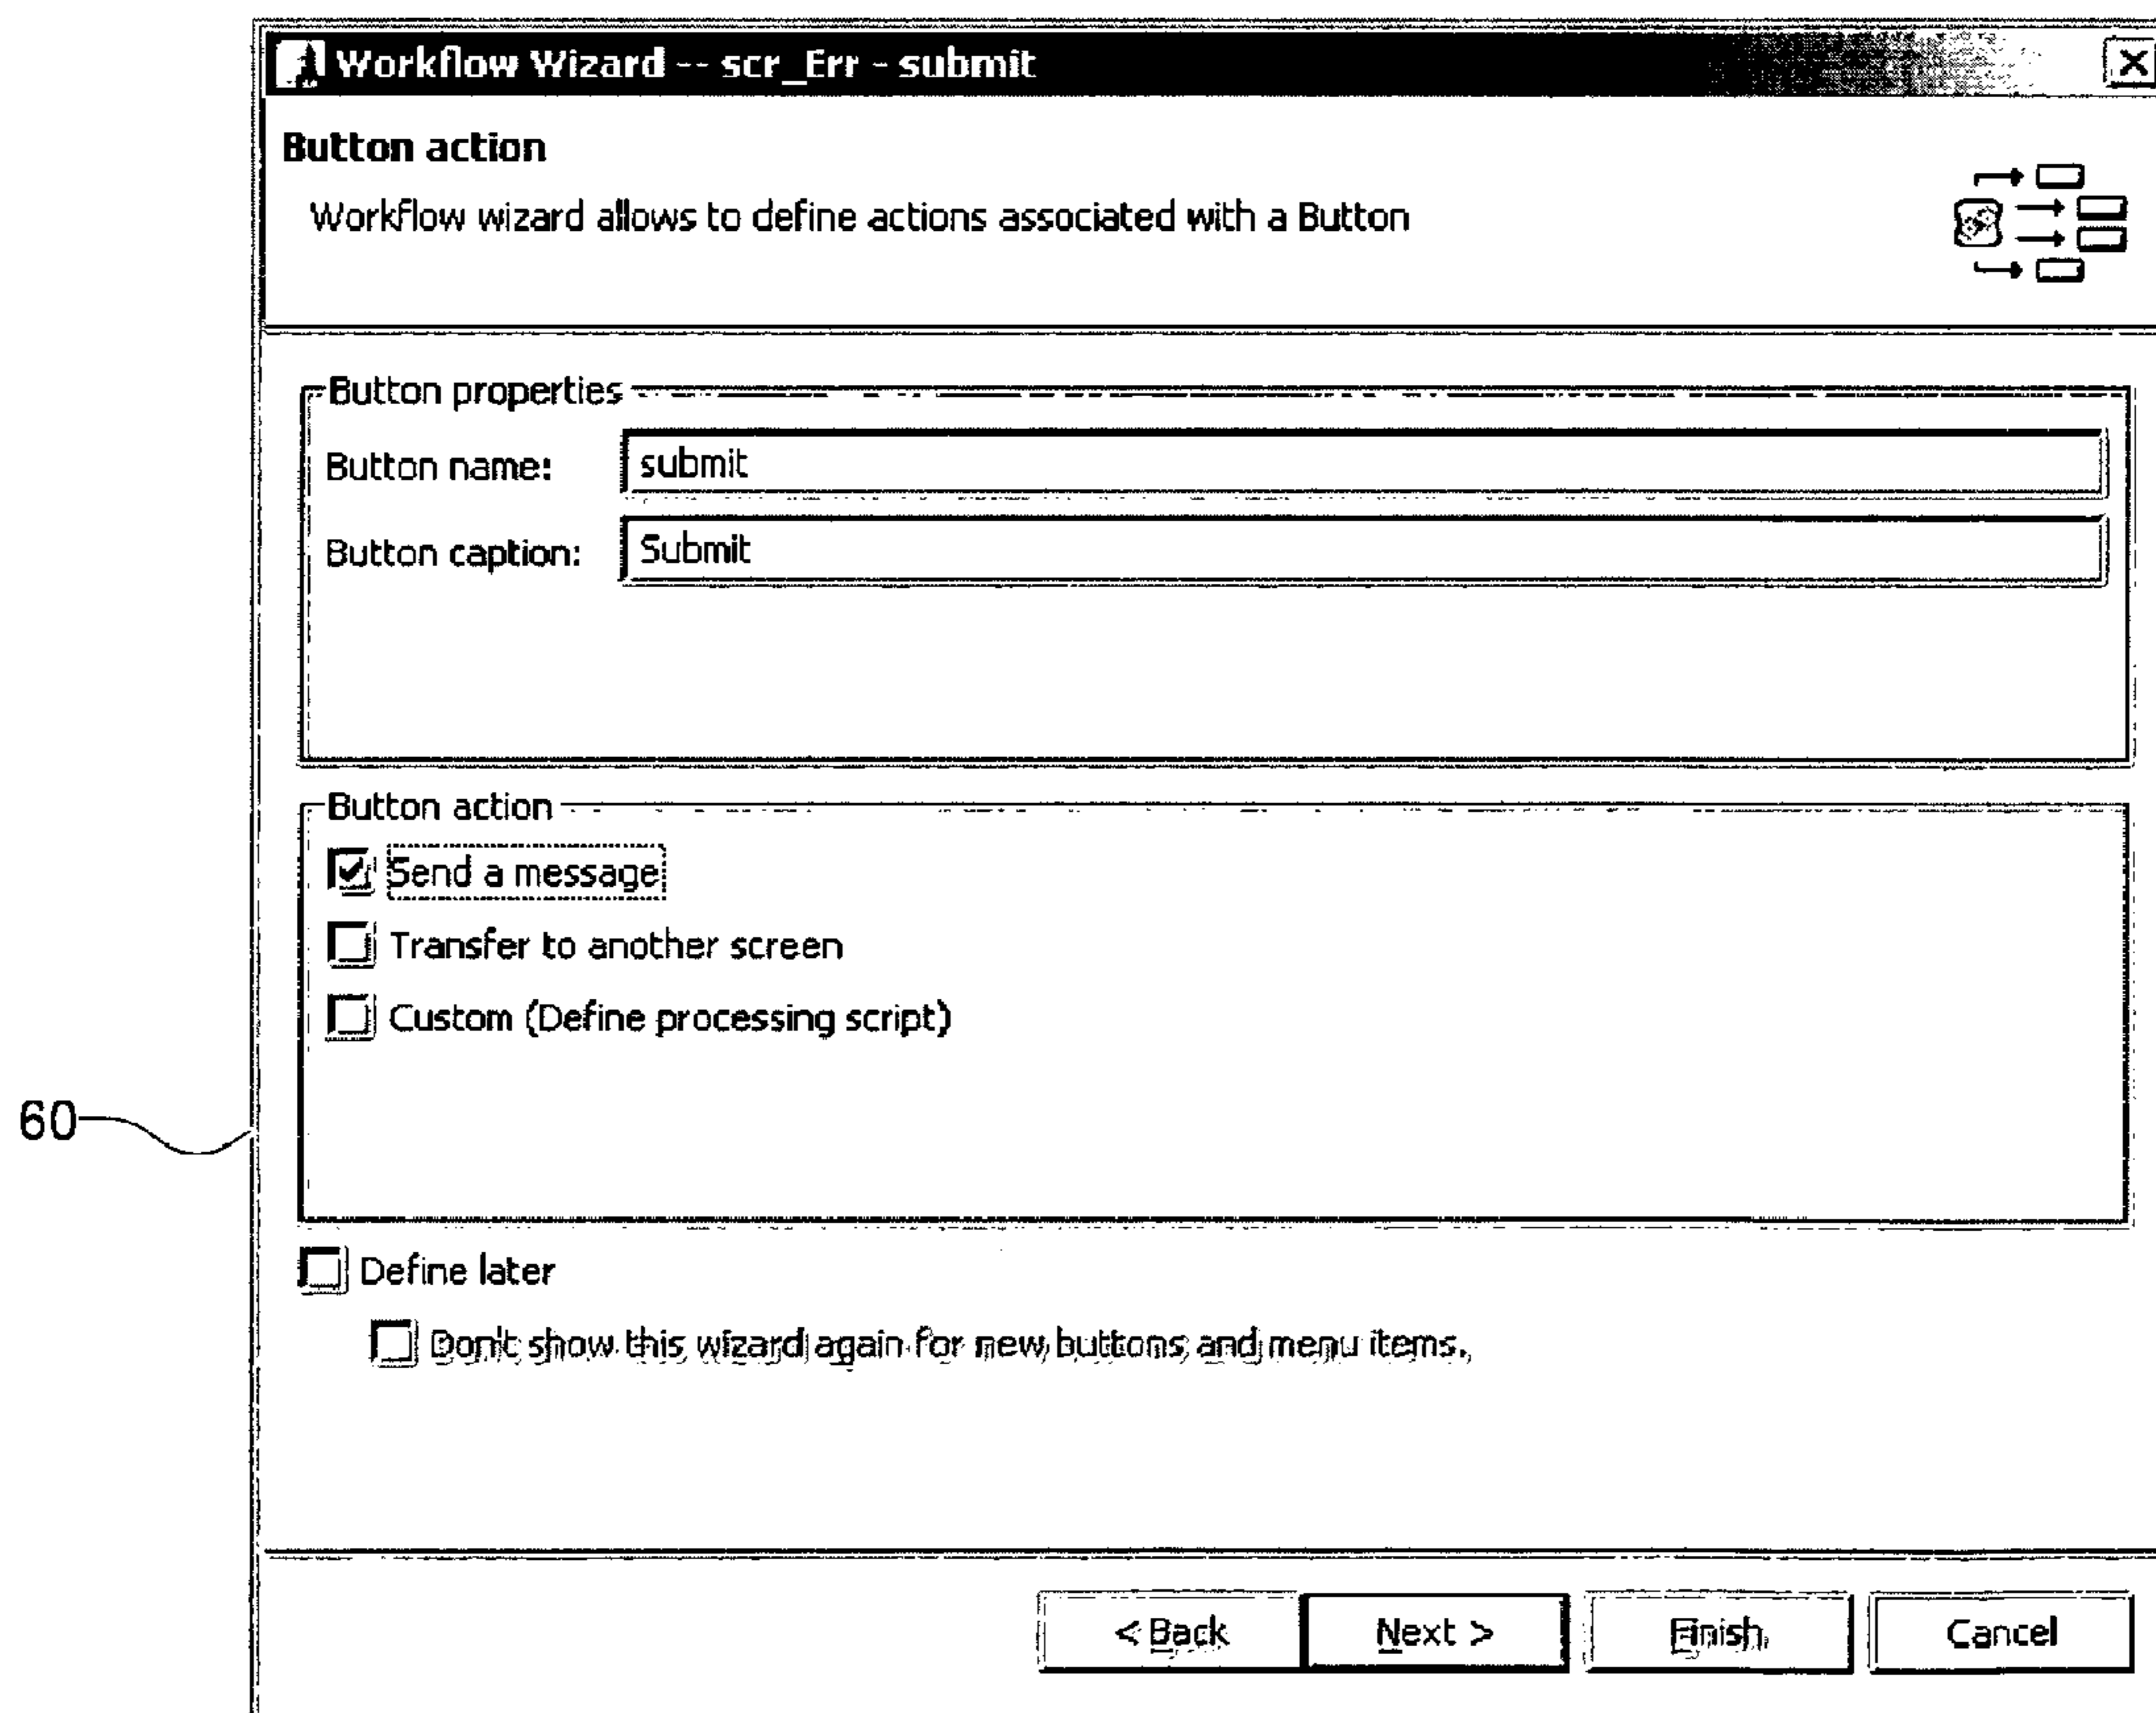 Workflow Wizard -- scr_Err - submit
Button action
Workflow wizard allows to define actions associated with a Button
Button properties
Button name: submit
Button caption: Submit
Button action
Send a message
Transfer to another screen
Custom (Define processing script)
60
Define later
Don't show this wizard again for new buttons and menu items.
< Back Next > Finish Cancel